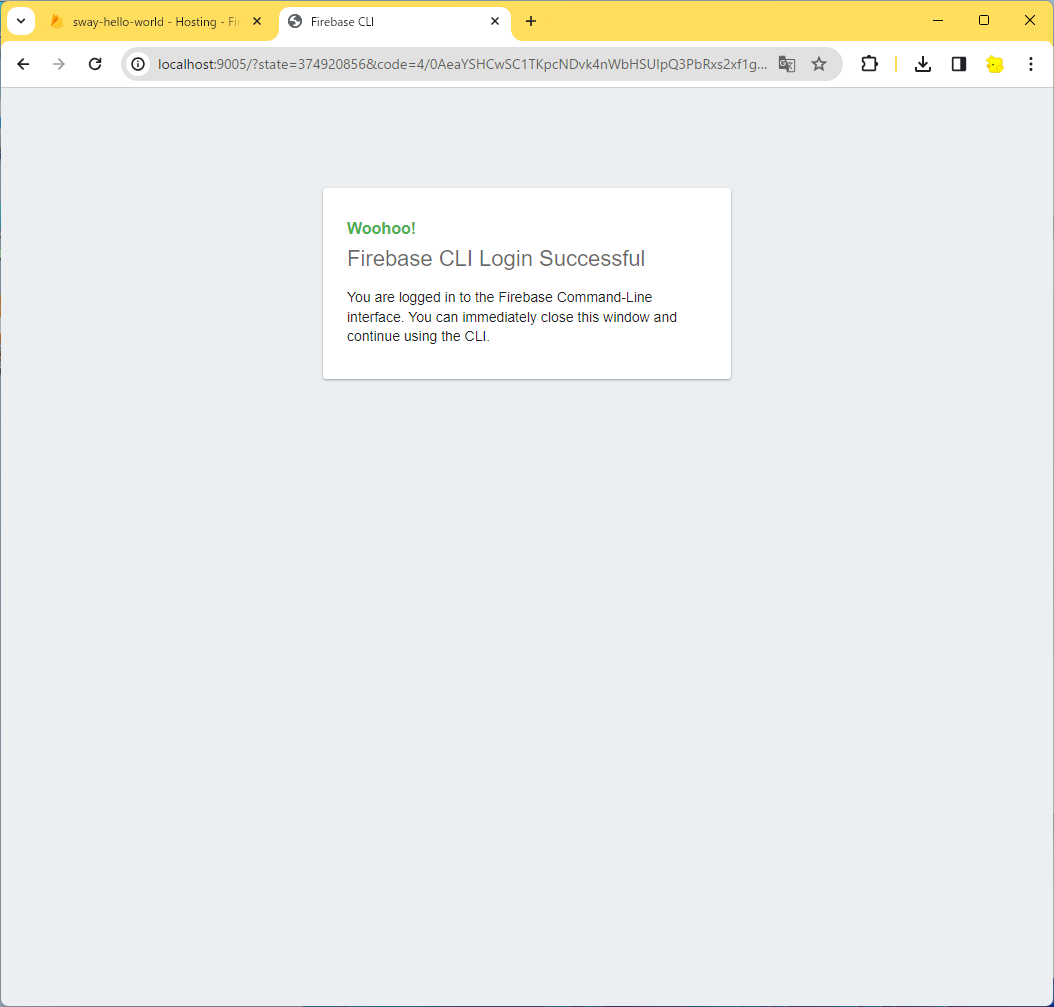 sway-hello-world - Hosting - Fi
Firebase CLI
localhost:9005/?state=374920856&code=4/0AeaYSHCwSC1TKpcNDvk4nWbHSUIpQ3PbRxs2xf1g...
Woohoo!
Firebase CLI Login Successful
You are logged in to the Firebase Command-Line
interface. You can immediately close this window and
continue using the CLI.